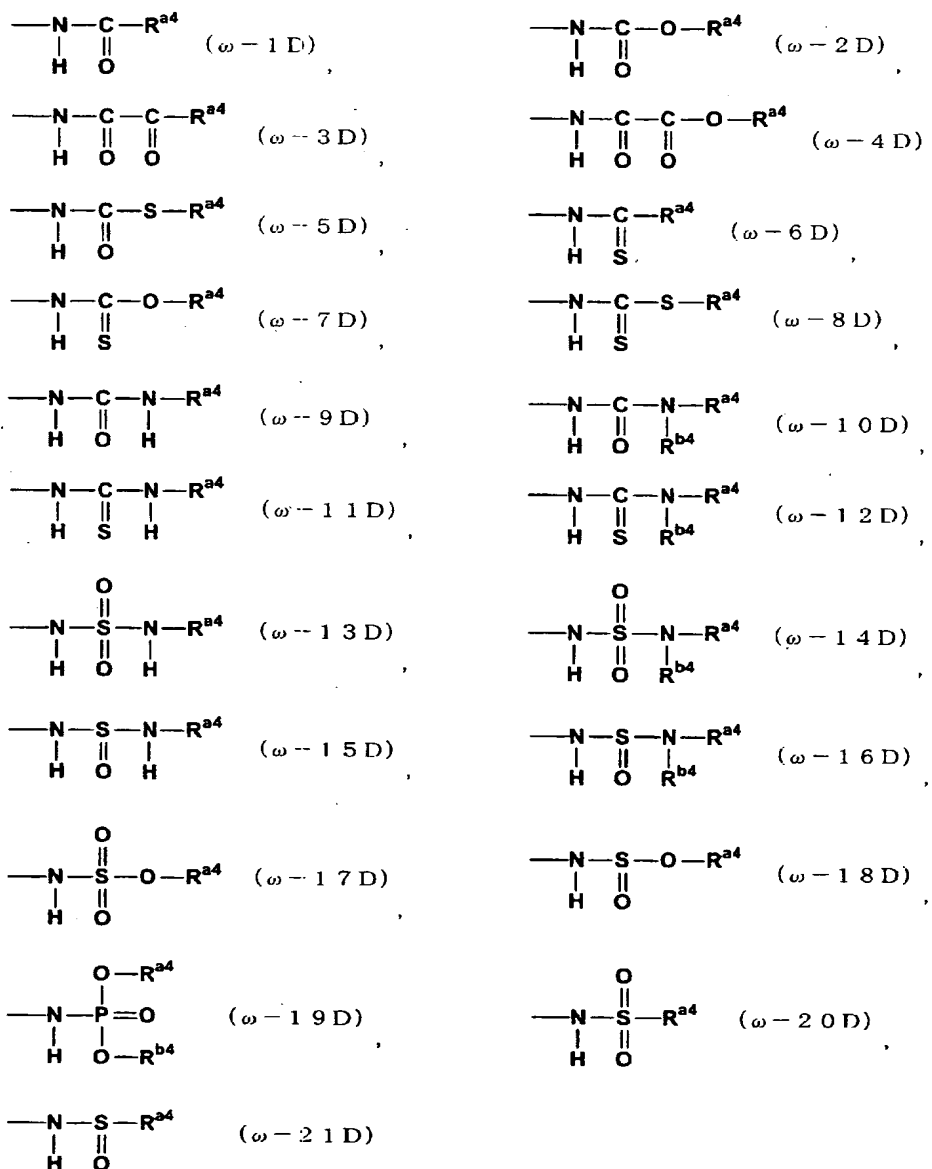 —N—C—R^a4 (ω－1D), —N—C—O—R^a4 (ω－2D),
H O H O
—N—C—C—R^a4 (ω－3D), —N—C—C—O—R^a4 (ω－4D)
H O O H O O
—N—C—S—R^a4 (ω－5D), —N—C—R^a4 (ω－6D),
H O H S
—N—C—O—R^a4 (ω－7D), —N—C—S—R^a4 (ω－8D),
H S H S
—N—C—N—R^a4 (ω－9D), —N—C—N—R^a4 (ω－10D),
H O H H O R^b4
—N—C—N—R^a4 (ω－11D), —N—C—N—R^a4 (ω－12D),
H S H H S R^b4
O O
—N—S—N—R^a4 (ω－13D), —N—S—N—R^a4 (ω－14D),
H O H H O R^b4
—N—S—N—R^a4 (ω－15D), —N—S—N—R^a4 (ω－16D),
H O H H O R^b4
O O
—N—S—O—R^a4 (ω－17D), —N—S—O—R^a4 (ω－18D),
H O H O
O—R^a4 O
—N—P=O (ω－19D), —N—S—R^a4 (ω－20D),
H O—R^b4 H O
—N—S—R^a4 (ω－21D)
H O